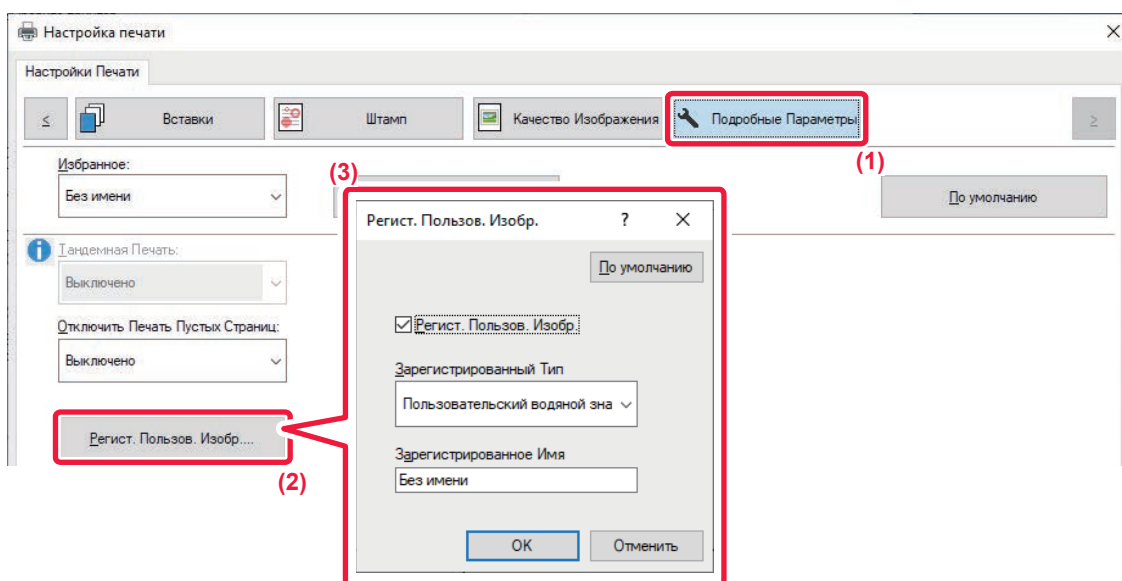 Настройка печати
Настройки Печати
<
Вставки
Штамп
Качество Изображения
Подробные Параметры
>
(1)
Избранное:
Без имени
(3)
По умолчанию
Тандемная Печать:
Выключено
Отключить Печать Пустых Страниц:
Выключено
Регист. Пользов. Изобр....
(2)
Регист. Пользов. Изобр.
?
По умолчанию
Регист. Пользов. Изобр.
Зарегистрированный Тип
Пользовательский водяной зна
Зарегистрированное Имя
Без имени
OK
Отменить